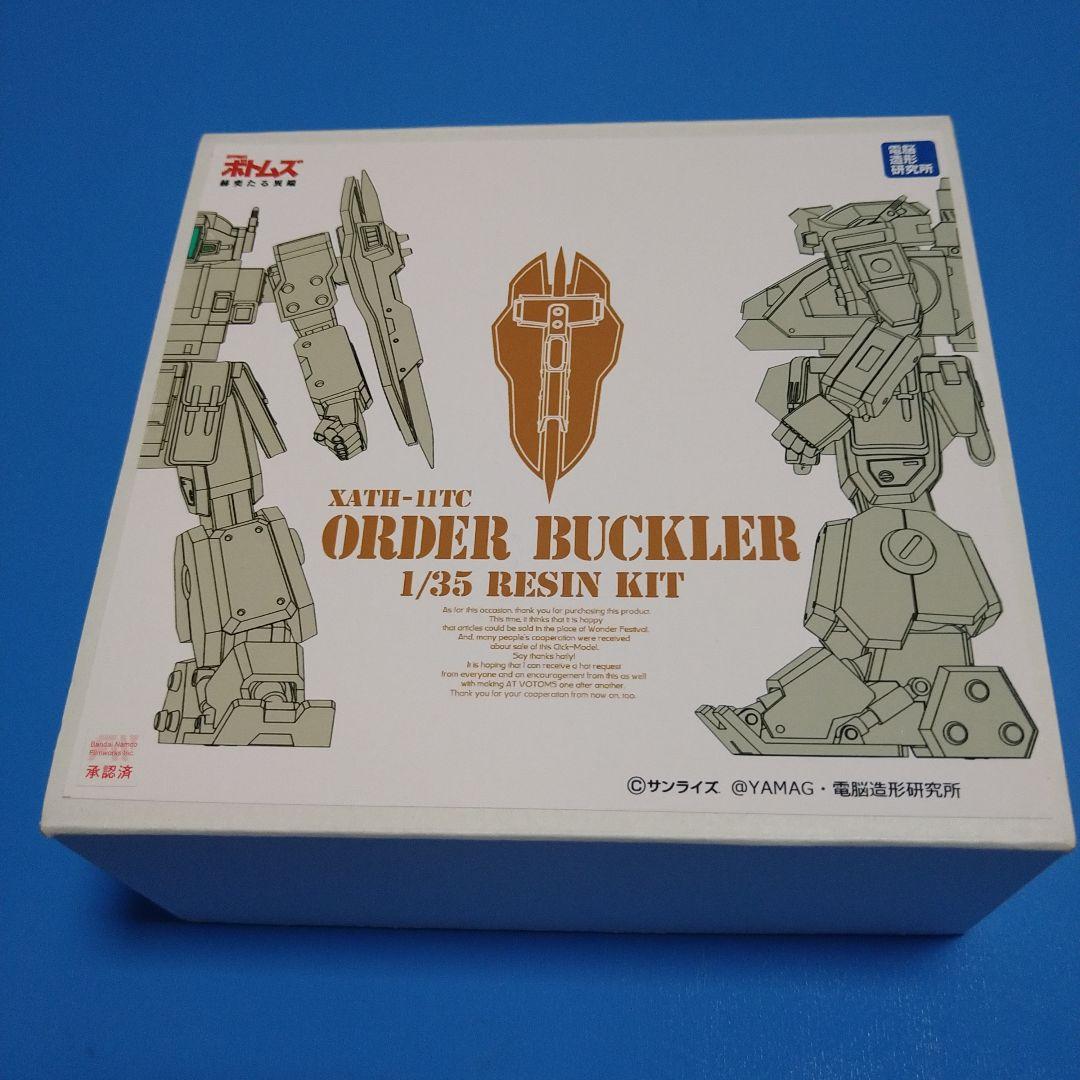 ボトムズ
赫奕たる異端
電脳
造形
研究所
XATH-11TC
ORDER BUCKLER
1/35 RESIN KIT
As for this occasion, thank you for purchasing this product.
This time, it thinks that it is happy
that articles could be sold in the place of Wonder Festival.
And, many people's cooperation were received
about sale of this Click-Model.
Say thanks hatly!
It is hoping that I can receive a hot request
from everyone and an encouragement from this as well
with making AT VOTOMS one after another.
Thank you for your cooperation from now on, too.
Bandai Namco
Filmworks Inc.
承認済
©サンライズ @YAMAG・電脳造形研究所